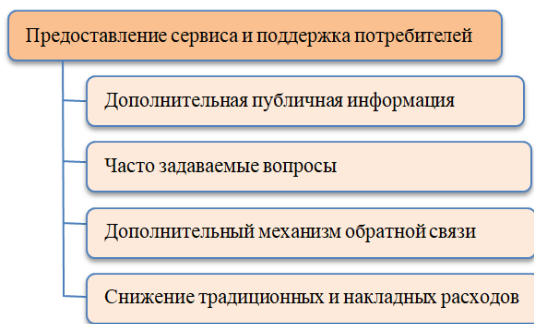 Предоставление сервиса и поддержка потребителей
Дополнительная публичная информация
Часто задаваемые вопросы
Дополнительный механизм обратной связи
Снижение традиционных и накладных расходов